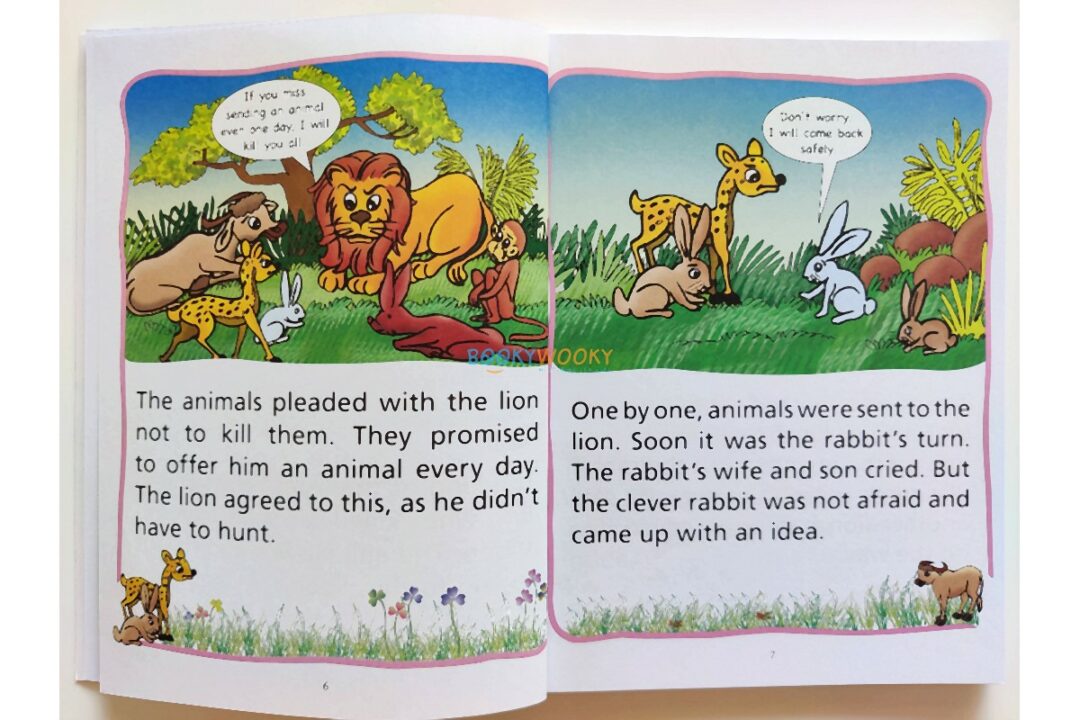 If you miss
sending an animal
even one day, I will
kill you all
The animals pleaded with the lion
not to kill them. They promised
to offer him an animal every day.
The lion agreed to this, as he didn't
have to hunt.
6
Don't worry
I will come back
safely
One by one, animals were sent to the
lion. Soon it was the rabbit's turn.
The rabbit's wife and son cried. But
the clever rabbit was not afraid and
came up with an idea.
7
BOOKYWOOKY